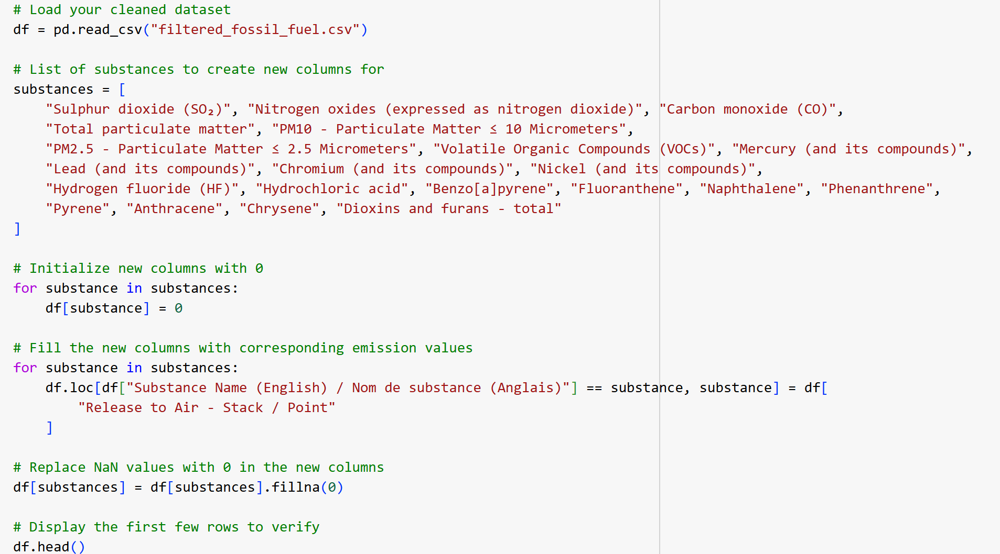 # Load your cleaned dataset
df = pd.read_csv("filtered_fossil_fuel.csv")
# List of substances to create new columns for
substances = [
    "Sulphur dioxide (SO₂)", "Nitrogen oxides (expressed as nitrogen dioxide)", "Carbon monoxide (CO)",
    "Total particulate matter", "PM10 - Particulate Matter ≤ 10 Micrometers",
    "PM2.5 - Particulate Matter ≤ 2.5 Micrometers", "Volatile Organic Compounds (VOCs)", "Mercury (and its compounds)",
    "Lead (and its compounds)", "Chromium (and its compounds)", "Nickel (and its compounds)",
    "Hydrogen fluoride (HF)", "Hydrochloric acid", "Benzo[a]pyrene", "Fluoranthene", "Naphthalene", "Phenanthrene",
    "Pyrene", "Anthracene", "Chrysene", "Dioxins and furans - total"
]
# Initialize new columns with 0
for substance in substances:
    df[substance] = 0
# Fill the new columns with corresponding emission values
for substance in substances:
    df.loc[df["Substance Name (English) / Nom de substance (Anglais)"] == substance, substance] = df[
        "Release to Air - Stack / Point"
    ]
# Replace NaN values with 0 in the new columns
df[substances] = df[substances].fillna(0)
# Display the first few rows to verify
df.head()